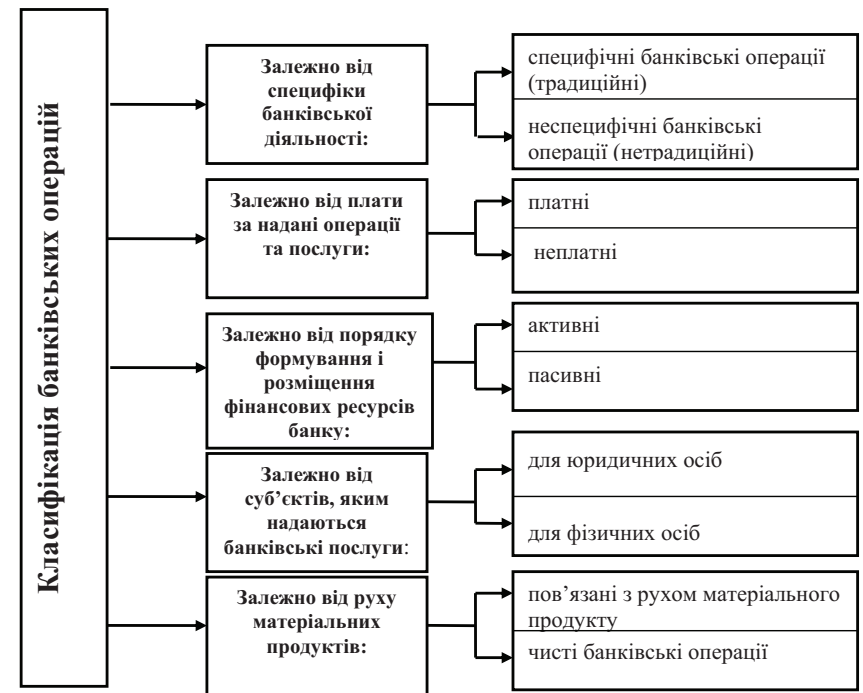 Класифікація банківських операцій
Залежно від
специфіки
банківської
діяльності:
специфічні банківські операції
(традиційні)
неспецифічні банківські
операції (нетрадиційні)
Залежно від плати
за надані операції
та послуги:
платні
неплатні
Залежно від порядку
формування і
розміщення
фінансових ресурсів
банку:
активні
пасивні
Залежно від
суб’єктів, яким
надаються
банківські послуги:
для юридичних осіб
для фізичних осіб
Залежно від руху
матеріальних
продуктів:
пов’язані з рухом матеріального
продукту
чисті банківські операції